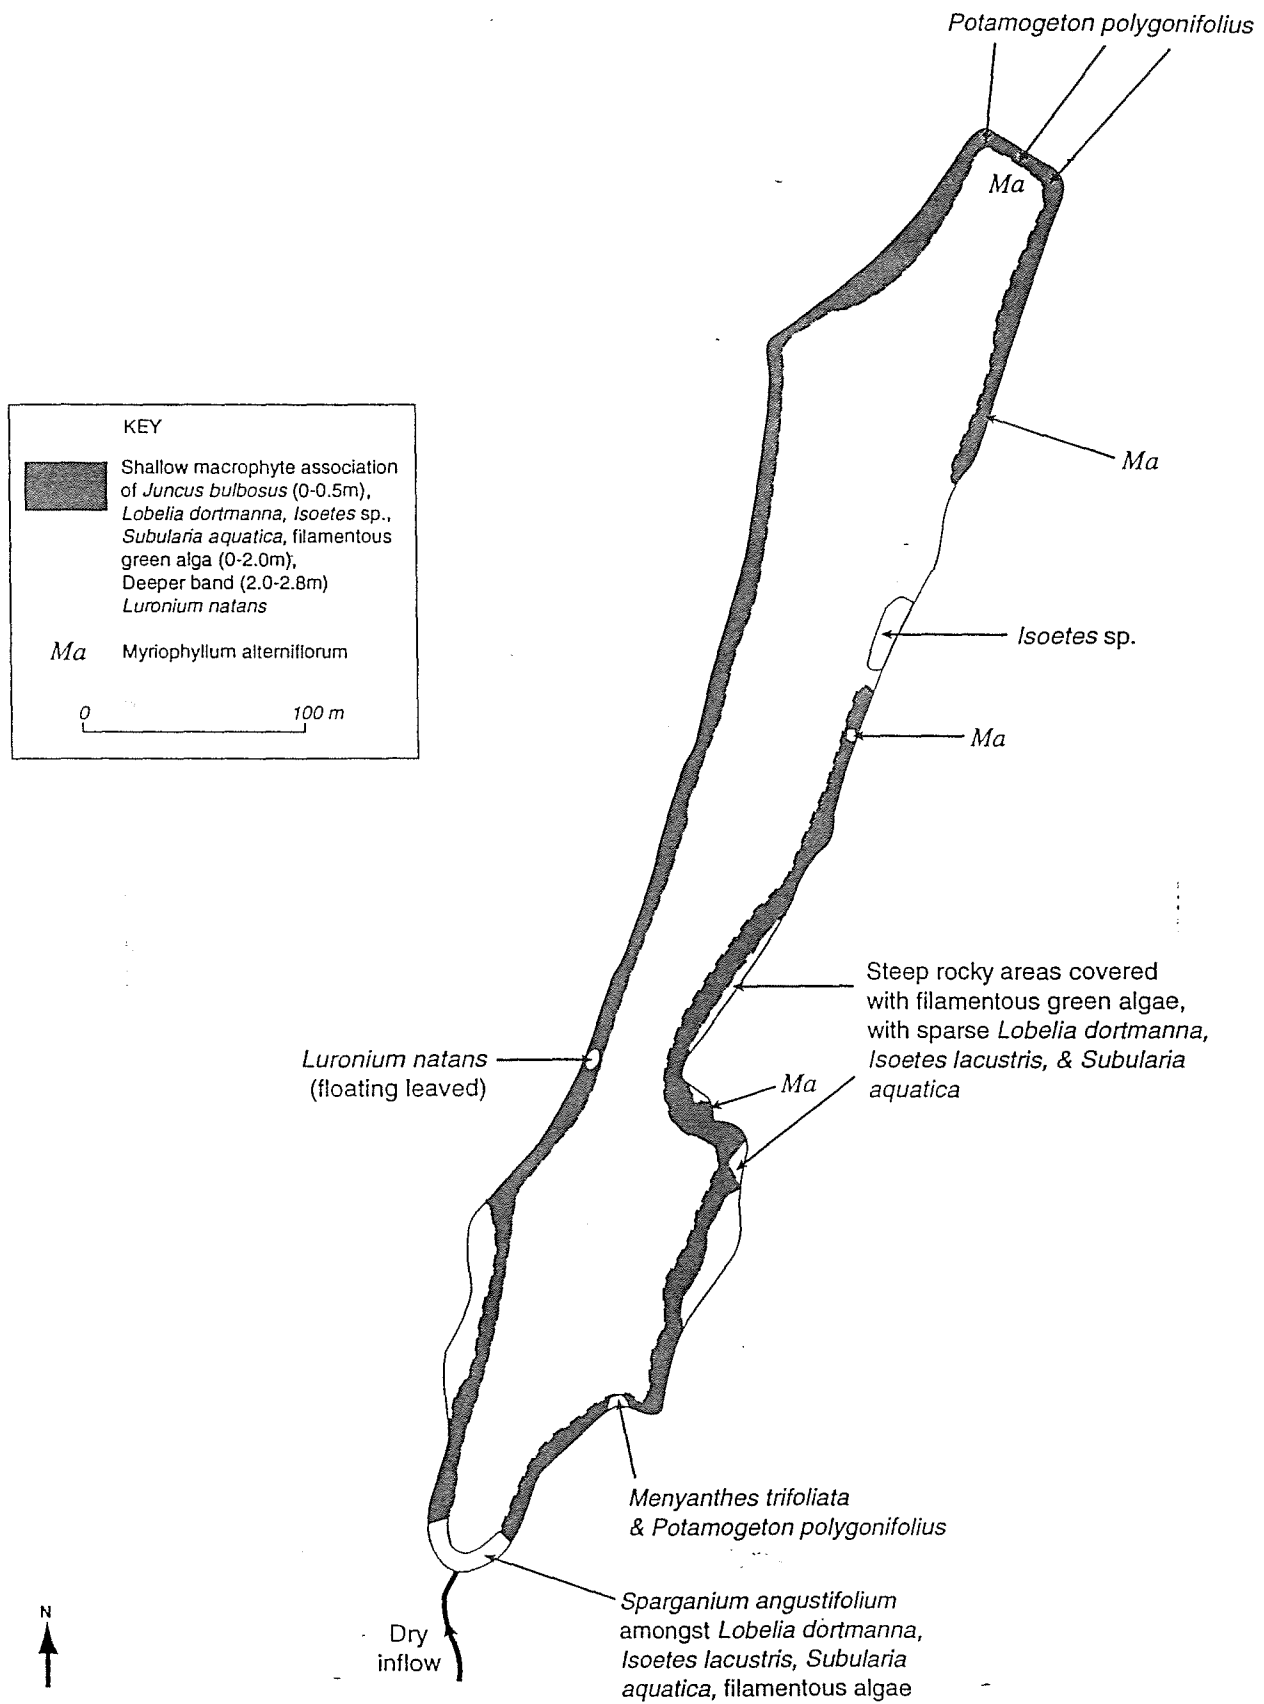 Potamogeton polygonifolius
Ma
KEY
Shallow macrophyte association
of Juncus bulbosus (0-0.5m),
Lobelia dortmanna, Isoetes sp.,
Subularia aquatica, filamentous
green alga (0-2.0m),
Deeper band (2.0-2.8m)
Luronium natans
Ma Myriophyllum alterniflorum
0 100 m
Ma
Isoetes sp.
Ma
Steep rocky areas covered
with filamentous green algae,
with sparse Lobelia dortmanna,
Isoetes lacustris, & Subularia
aquatica
Luronium natans
(floating leaved)
Ma
Menyanthes trifoliata
& Potamogeton polygonifolius
Sparganium angustifolium
amongst Lobelia dortmanna,
Isoetes lacustris, Subularia
aquatica, filamentous algae
Dry
inflow
N